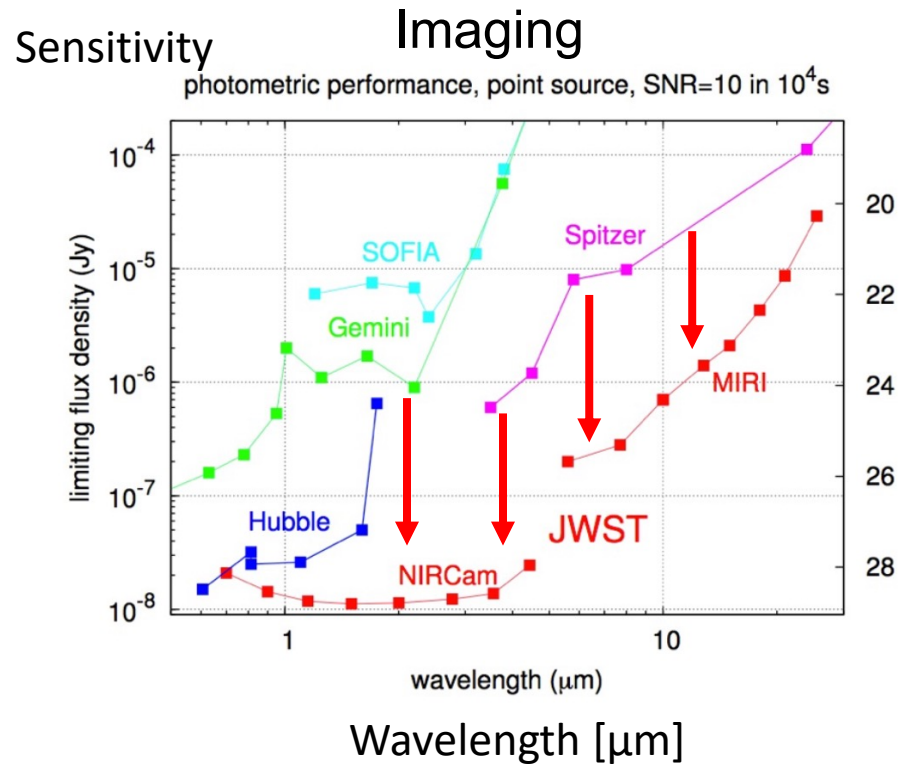 Sensitivity
Imaging
photometric performance, point source, SNR=10 in 10⁴s
limiting flux density (Jy)
10⁻⁴
10⁻⁵
10⁻⁶
10⁻⁷
10⁻⁸
20
22
24
26
28
SOFIA
Spitzer
Gemini
MIRI
Hubble
JWST
NIRCam
1
10
wavelength (μm)
Wavelength [μm]